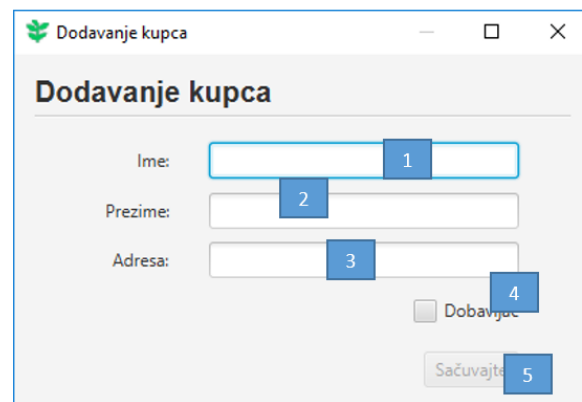 Dodavanje kupca
Dodavanje kupca
Ime:
1
2
Prezime:
Adresa:
3
4
Dobavljač
Sačuvajte
5